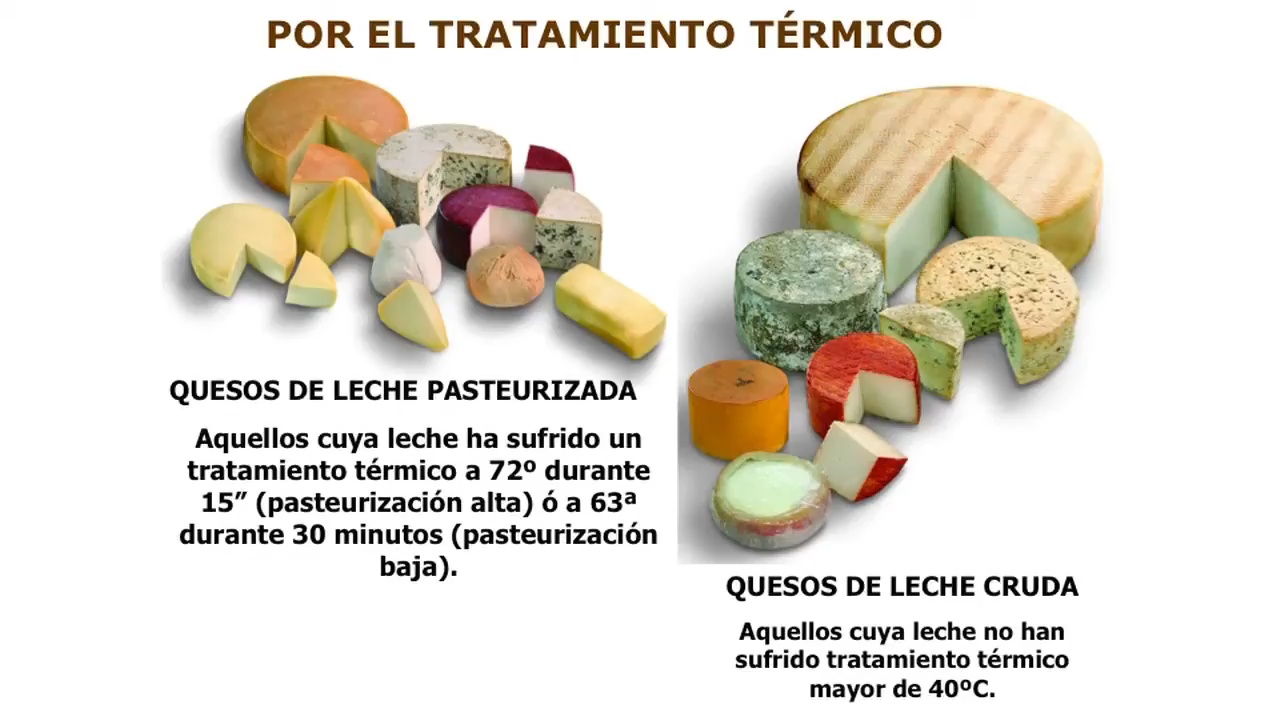 POR EL TRATAMIENTO TÉRMICO
QUESOS DE LECHE PASTEURIZADA
Aquellos cuya leche ha sufrido un
tratamiento térmico a 72º durante
15” (pasteurización alta) ó a 63ª
durante 30 minutos (pasteurización
baja).
QUESOS DE LECHE CRUDA
Aquellos cuya leche no han
sufrido tratamiento térmico
mayor de 40ºC.